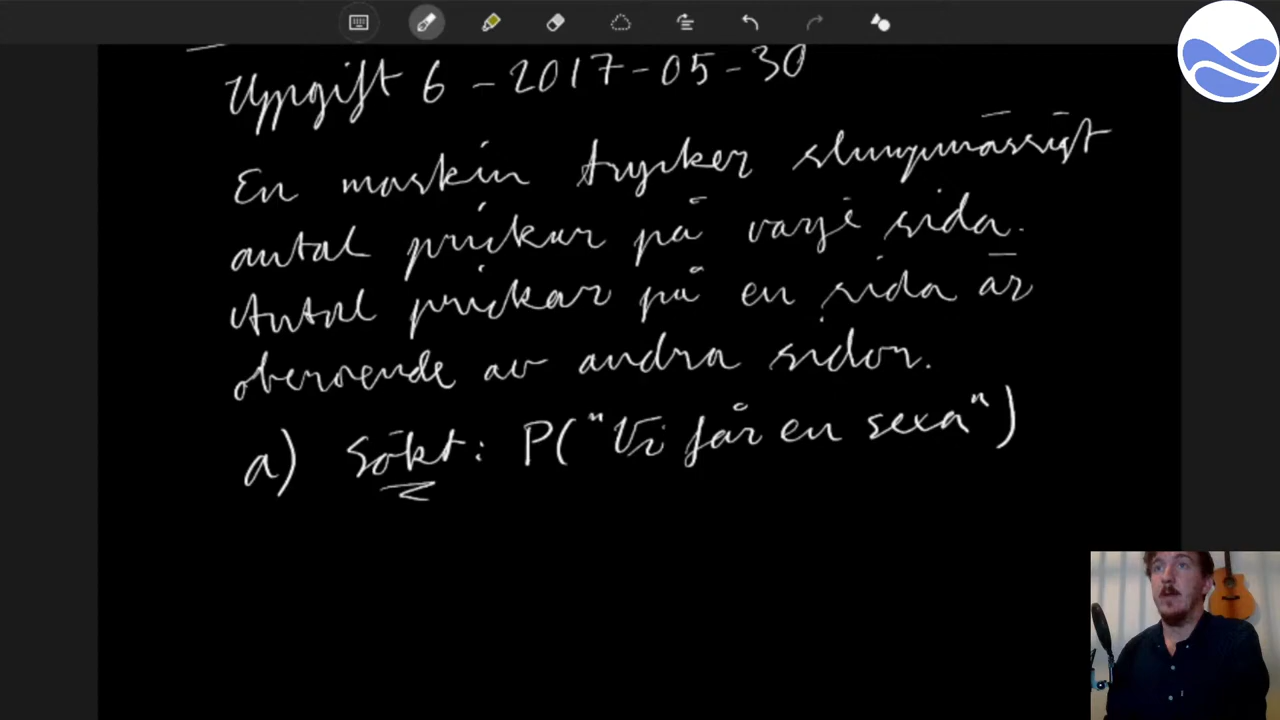 Uppgift 6 - 2017-05-30
En maskin trycker slumpmässigt
antal prickar på varje sida.
Antal prickar på en sida är
oberoende av andra sidor.
a) Sökt: P("Vi får en sexa")